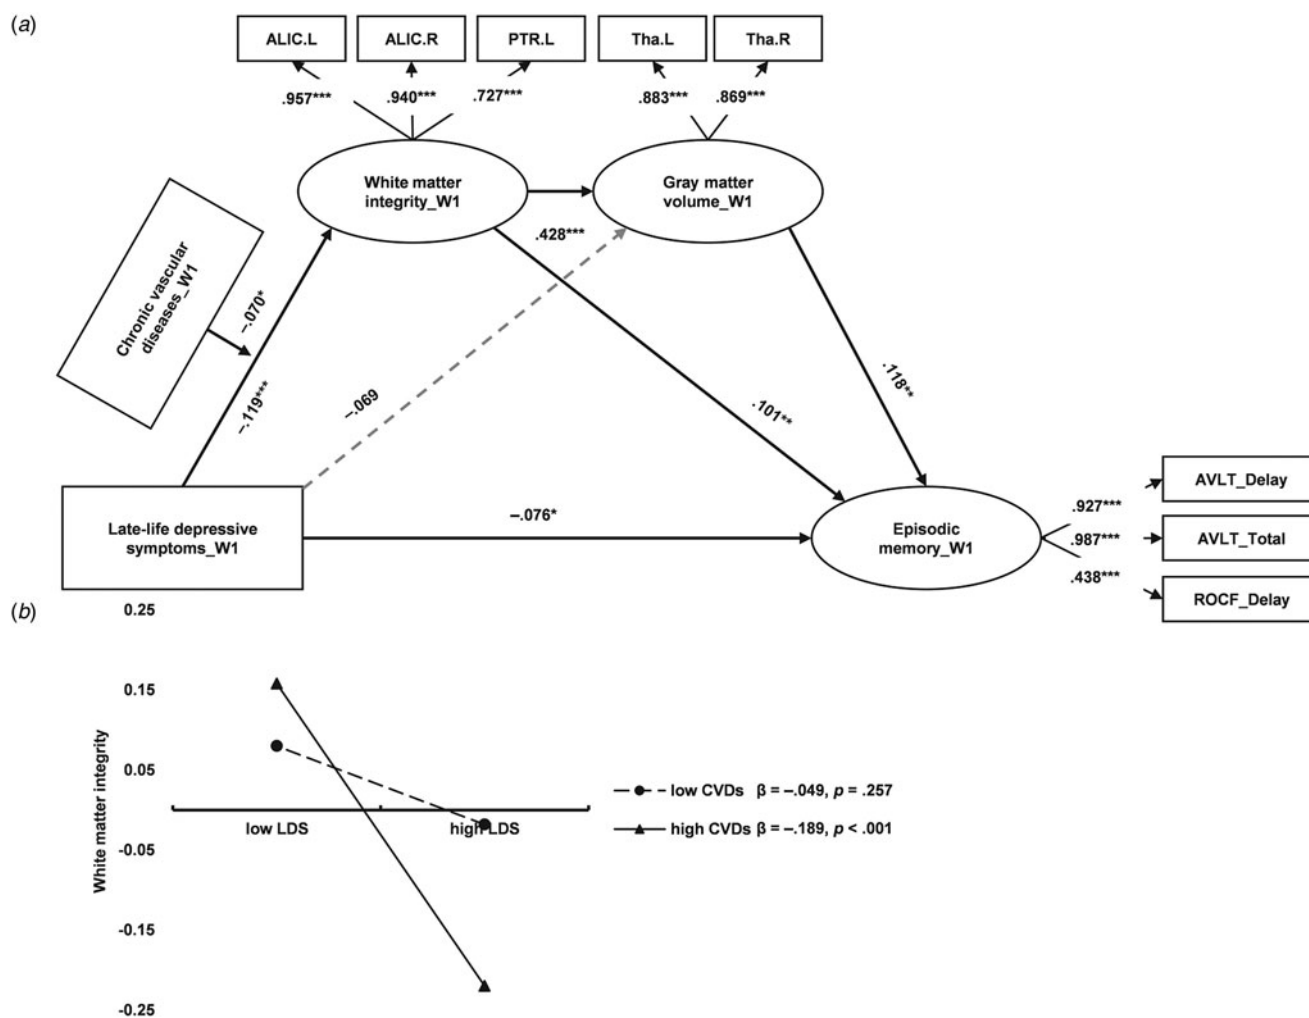 (a)
ALIC.L
ALIC.R
PTR.L
Tha.L
Tha.R
.957***
.940***
.727***
.883***
.869***
White matter
integrity_W1
Gray matter
volume_W1
Chronic vascular
diseases_W1
–.070*
–.119***
.428***
–.069
.101**
.118**
Late-life depressive
symptoms_W1
–.076*
Episodic
memory_W1
.927***
.987***
.438***
AVLT_Delay
AVLT_Total
ROCF_Delay
(b)
0.25
0.15
0.05
-0.05
-0.15
-0.25
White matter integrity
low LDS
high LDS
low CVDs β = –.049, p = .257
high CVDs β = –.189, p < .001